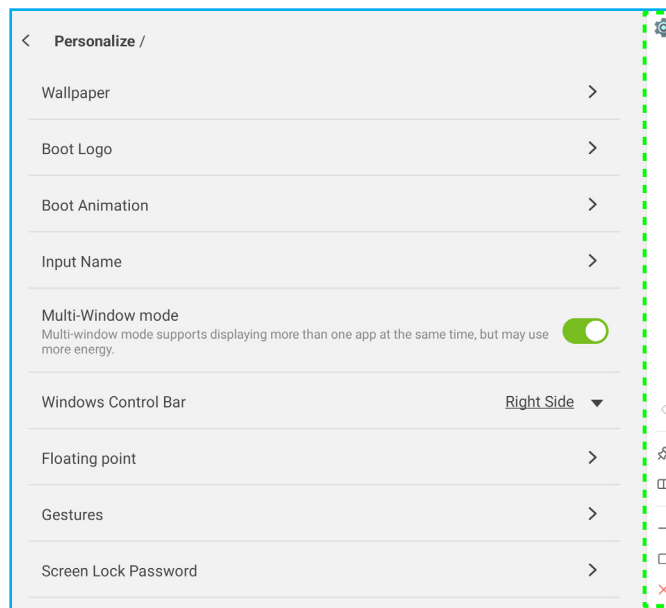 Personalize /
Wallpaper
Boot Logo
Boot Animation
Input Name
Multi-Window mode
Multi-window mode supports displaying more than one app at the same time, but may use
more energy.
Windows Control Bar Right Side
Floating point
Gestures
Screen Lock Password